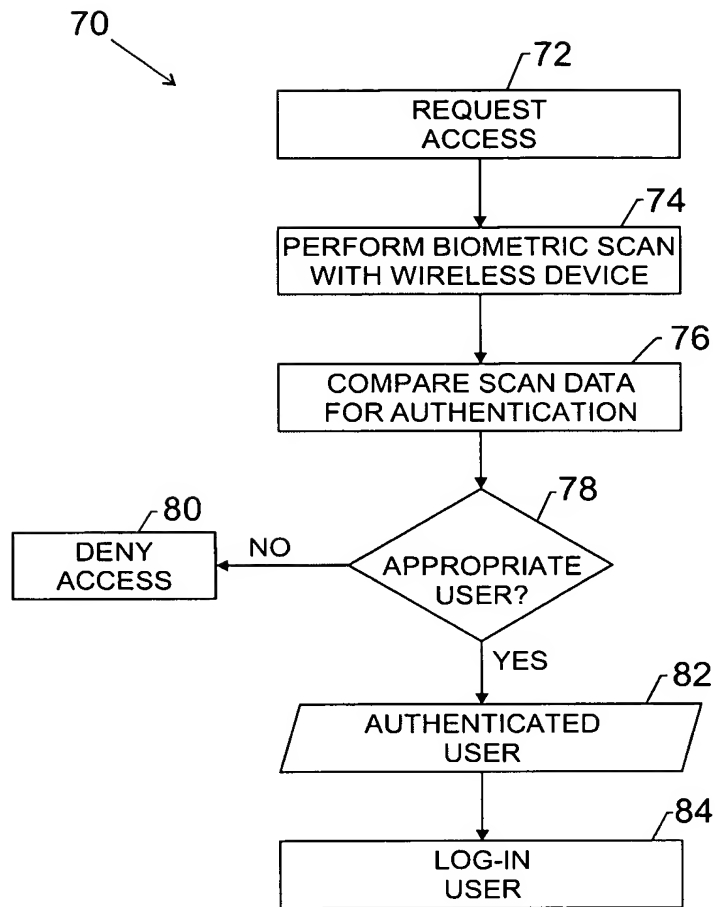 70
72
REQUEST
ACCESS
74
PERFORM BIOMETRIC SCAN
WITH WIRELESS DEVICE
76
COMPARE SCAN DATA
FOR AUTHENTICATION
78
APPROPRIATE
USER?
NO
80
DENY
ACCESS
YES
82
AUTHENTICATED
USER
84
LOG-IN
USER